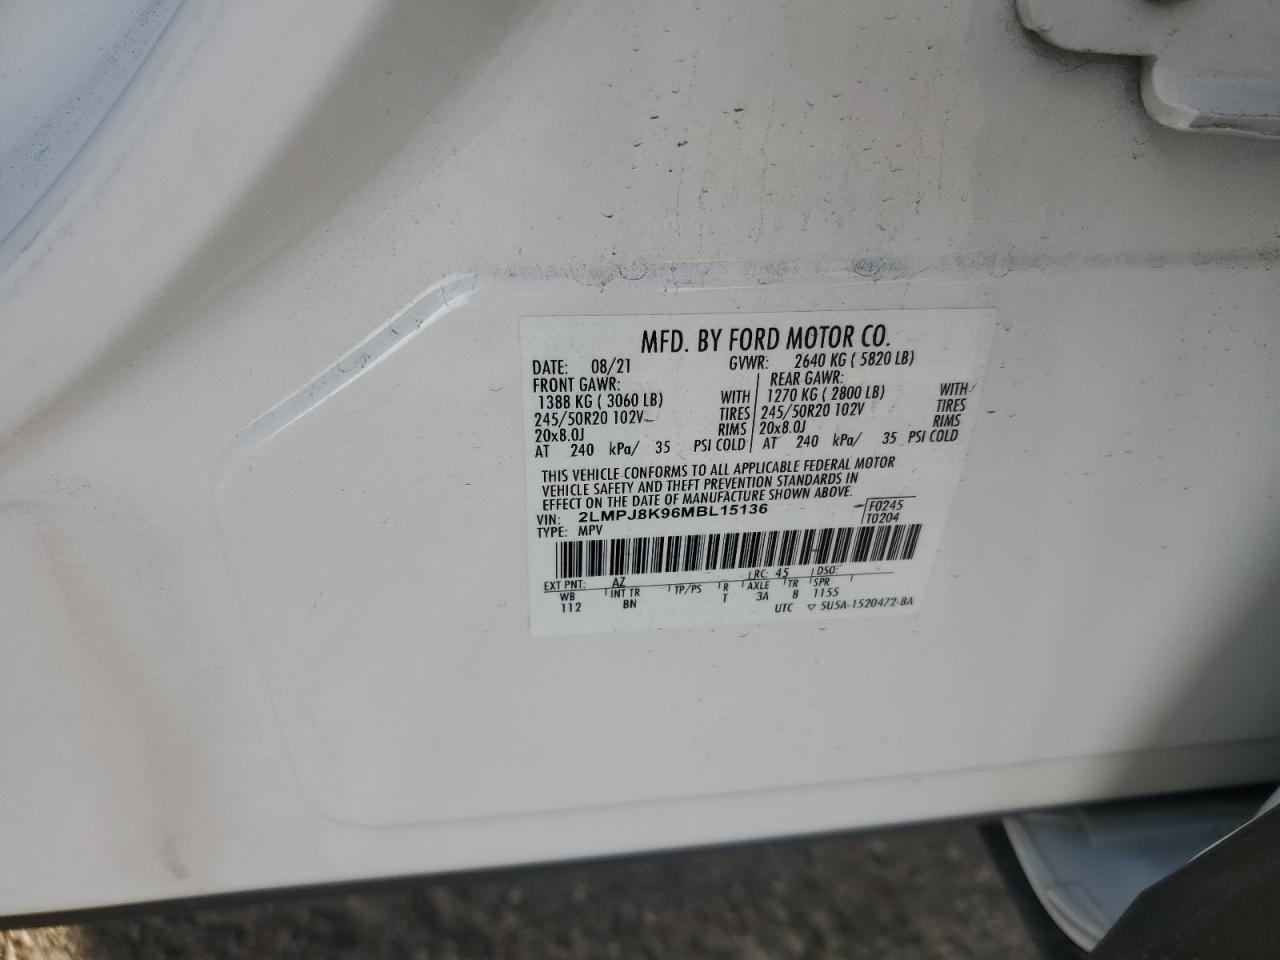 MFD. BY FORD MOTOR CO.
DATE: 08/21 GVWR: 2640 KG ( 5820 LB)
FRONT GAWR: REAR GAWR:
1388 KG ( 3060 LB) WITH 1270 KG ( 2800 LB) WITH
245/50R20 102V TIRES 245/50R20 102V TIRES
20x8.0J RIMS 20x8.0J RIMS
AT 240 kPa/ 35 PSI COLD AT 240 kPa/ 35 PSI COLD
THIS VEHICLE CONFORMS TO ALL APPLICABLE FEDERAL MOTOR
VEHICLE SAFETY AND THEFT PREVENTION STANDARDS IN
EFFECT ON THE DATE OF MANUFACTURE SHOWN ABOVE.
VIN: 2LMPJ8K96MBL15136 F0245
TYPE: MPV T0204
EXT PNT: AZ RC: 45 DSO:
WB INT TR TP/PS R AXLE TR SPR
112 BN T 3A 8 1155
UTC ▽ 5U5A-1520472-BA